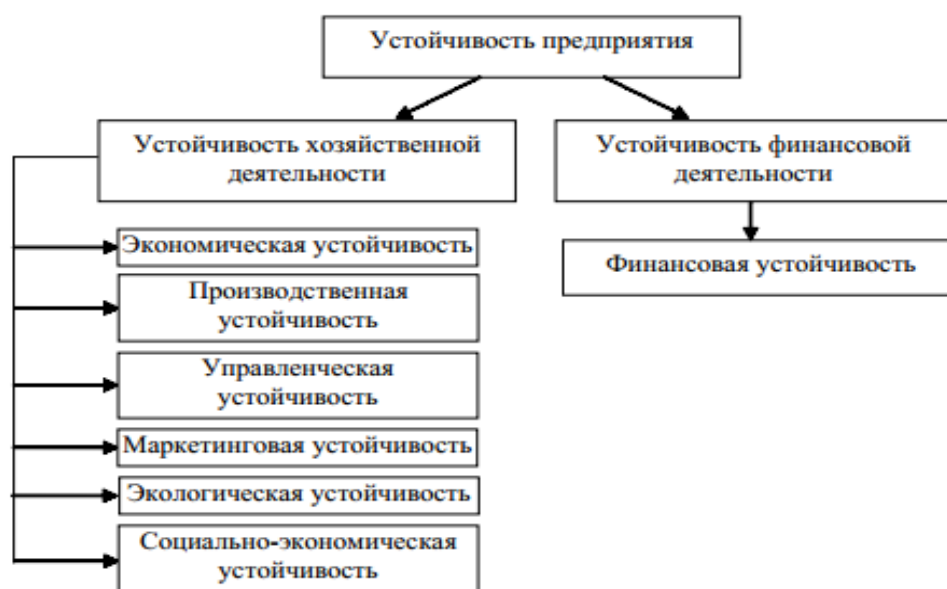 Устойчивость предприятия
Устойчивость хозяйственной
деятельности
Устойчивость финансовой
деятельности
Экономическая устойчивость
Финансовая устойчивость
Производственная
устойчивость
Управленческая
устойчивость
Маркетинговая устойчивость
Экологическая устойчивость
Социально-экономическая
устойчивость